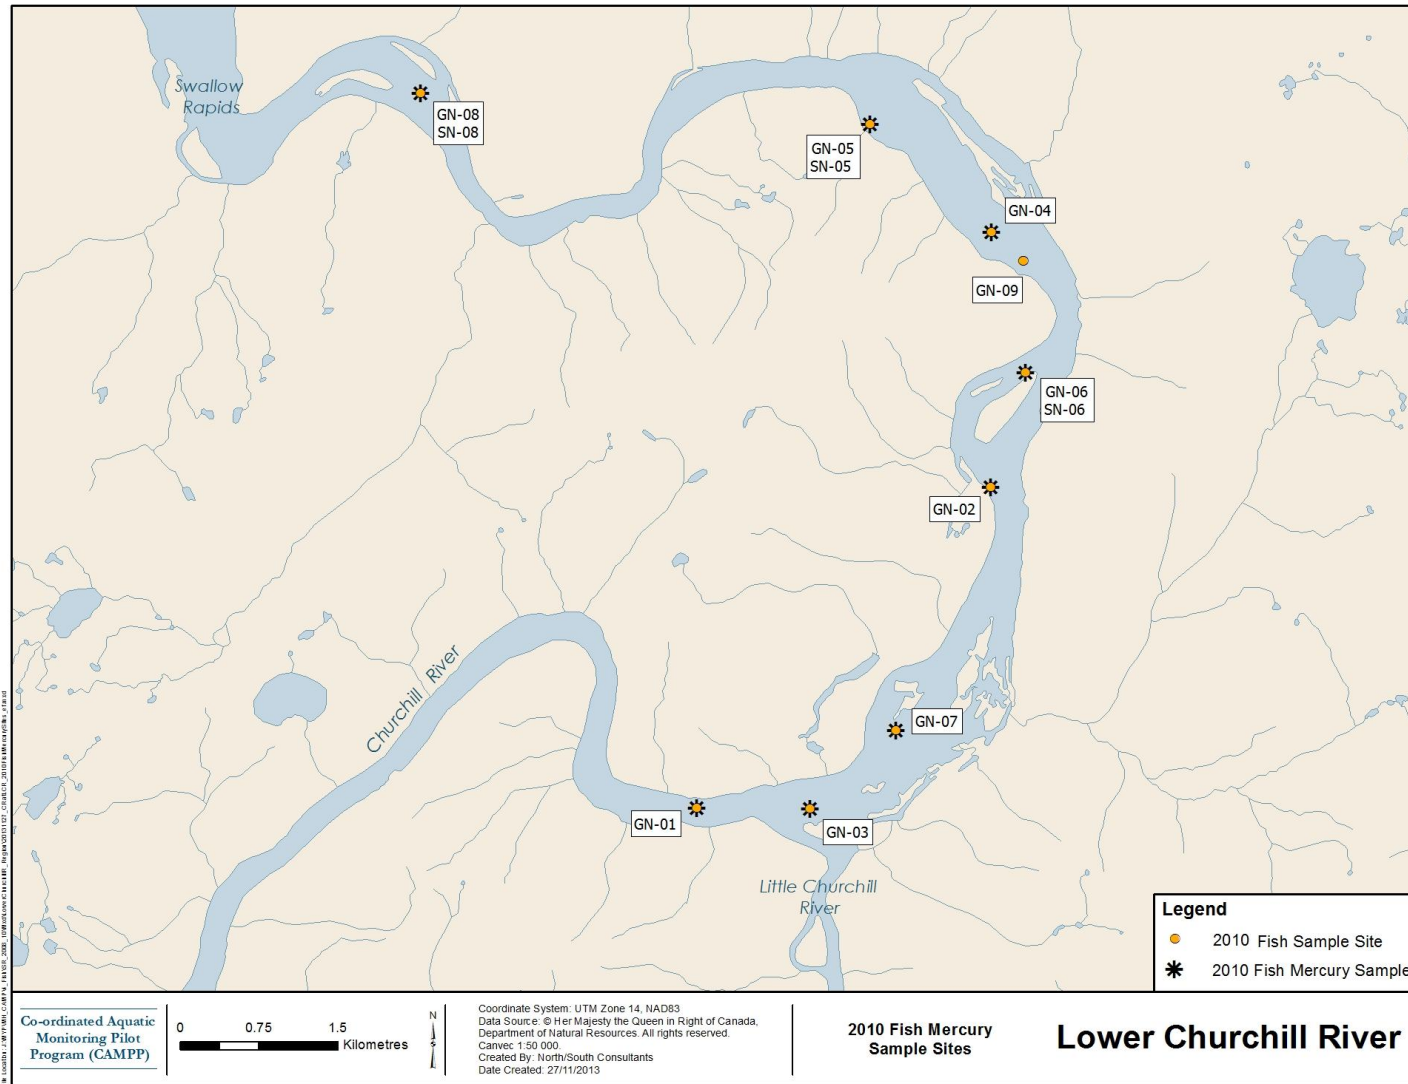 Swallow
Rapids
GN-08
SN-08
GN-05
SN-05
GN-04
GN-09
GN-06
SN-06
GN-02
Churchill River
GN-07
GN-01
GN-03
Little Churchill
River
Legend
2010 Fish Sample Site
2010 Fish Mercury Sample
Co-ordinated Aquatic
Monitoring Pilot
Program (CAMPP)
0 0.75 1.5
Kilometres
N
Coordinate System: UTM Zone 14, NAD83
Data Source: © Her Majesty the Queen in Right of Canada,
Department of Natural Resources. All rights reserved.
Canvec 1:50 000.
Created By: North/South Consultants
Date Created: 27/11/2013
2010 Fish Mercury
Sample Sites
Lower Churchill River